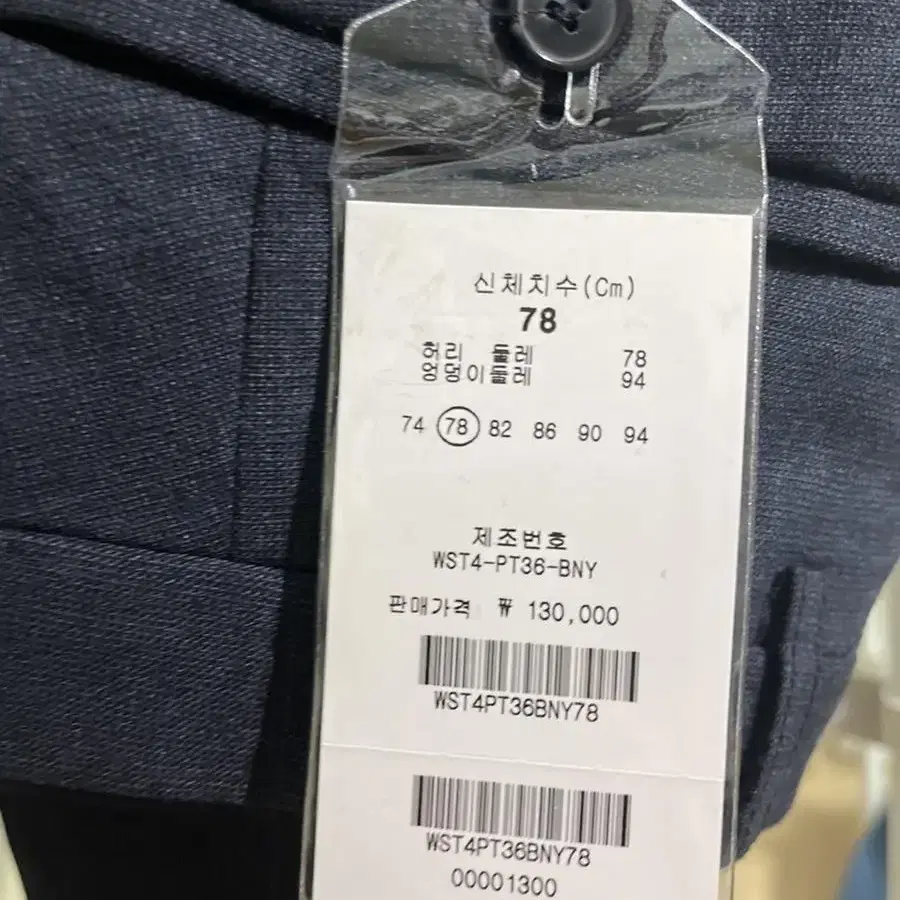 신체치수(Cm)
78
허리 둘레 78
엉덩이둘레 94
74 78 82 86 90 94
제조번호
WST4-PT36-BNY
판매가격 ₩ 130,000
WST4PT36BNY78
WST4PT36BNY78
00001300